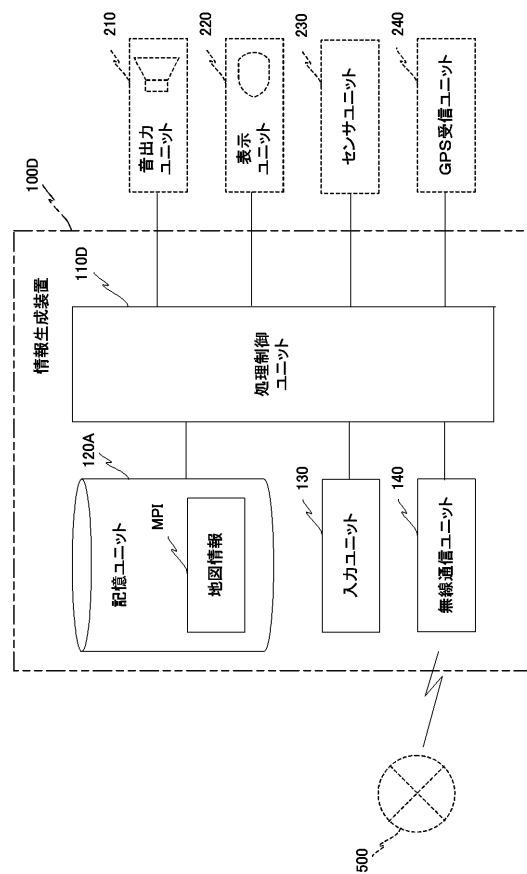 100D
情報生成装置
120A
記憶ユニット
MPI
地図情報
110D
処理制御
ユニット
130
入力ユニット
140
無線通信ユニット
210
音出力
ユニット
220
表示
ユニット
230
センサユニット
240
GPS受信ユニット
500